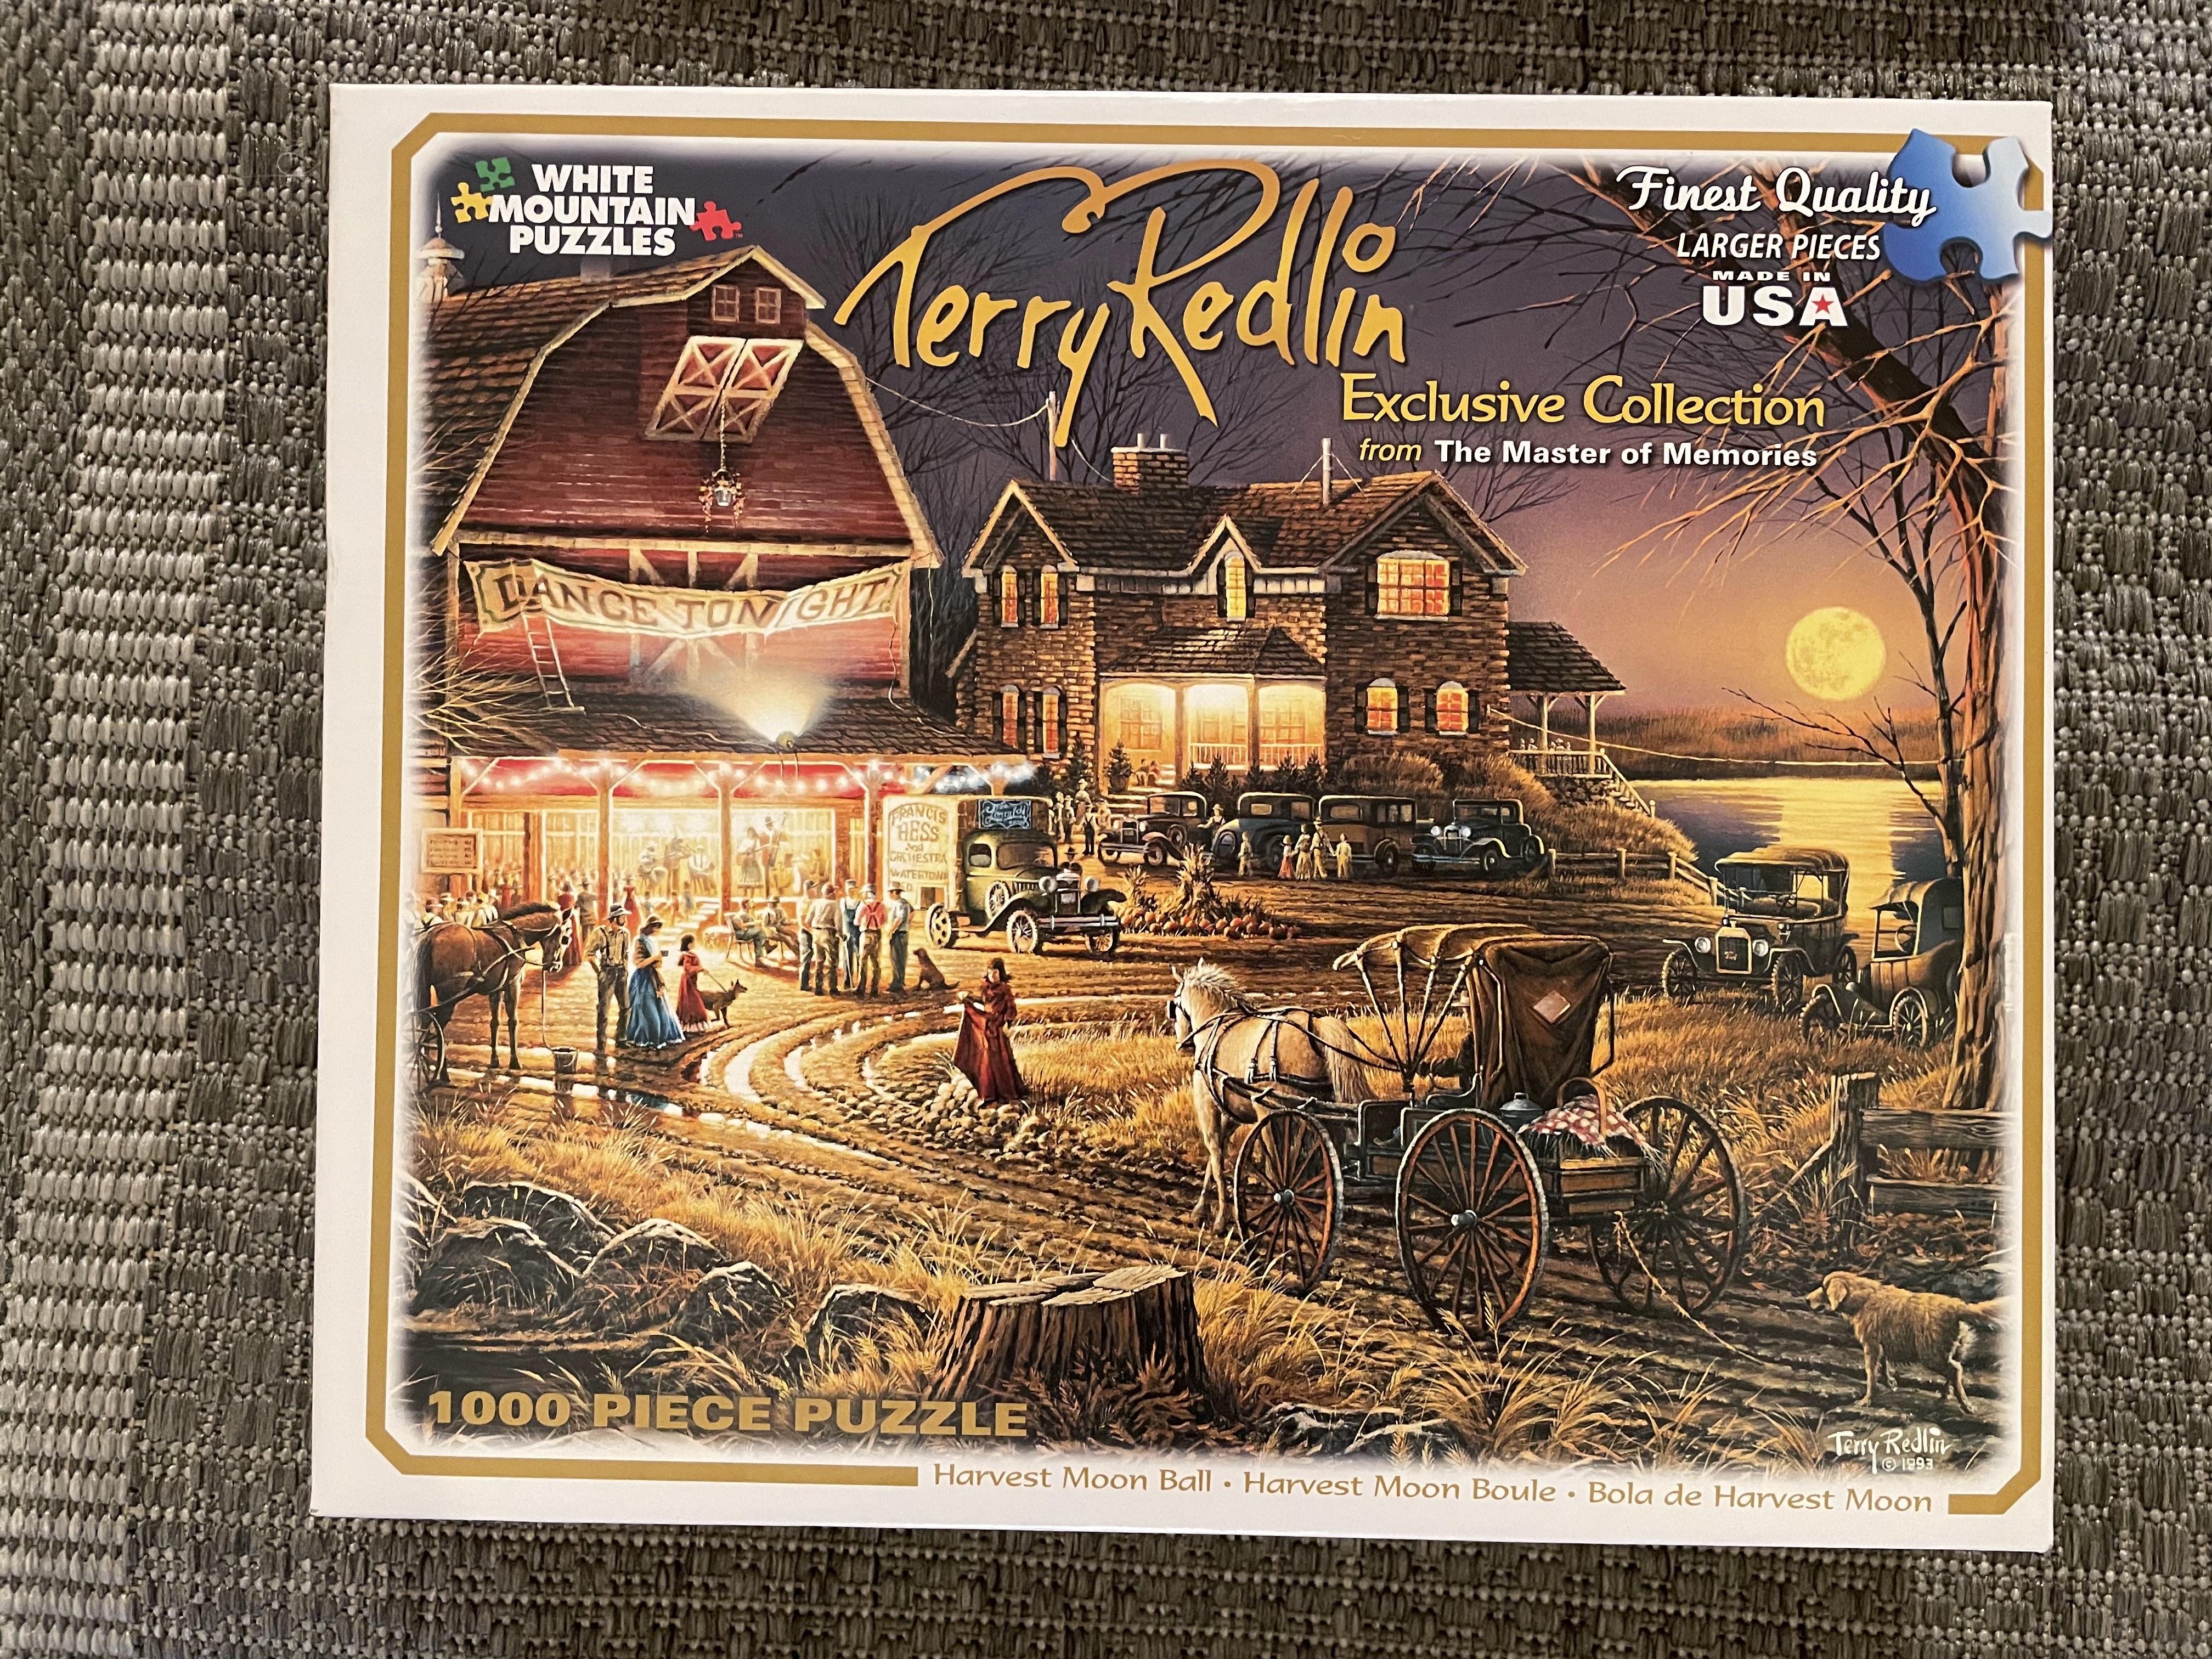 WHITE
MOUNTAIN
PUZZLES
Terry Redlin
Exclusive Collection
from The Master of Memories
Finest Quality
LARGER PIECES
MADE IN
USA
DANCE TONIGHT
FRANCIS
HESS
and
ORCHESTRA
WATERTOWN
1000 PIECE PUZZLE
Terry Redlin
© 1993
Harvest Moon Ball • Harvest Moon Boule • Bola de Harvest Moon